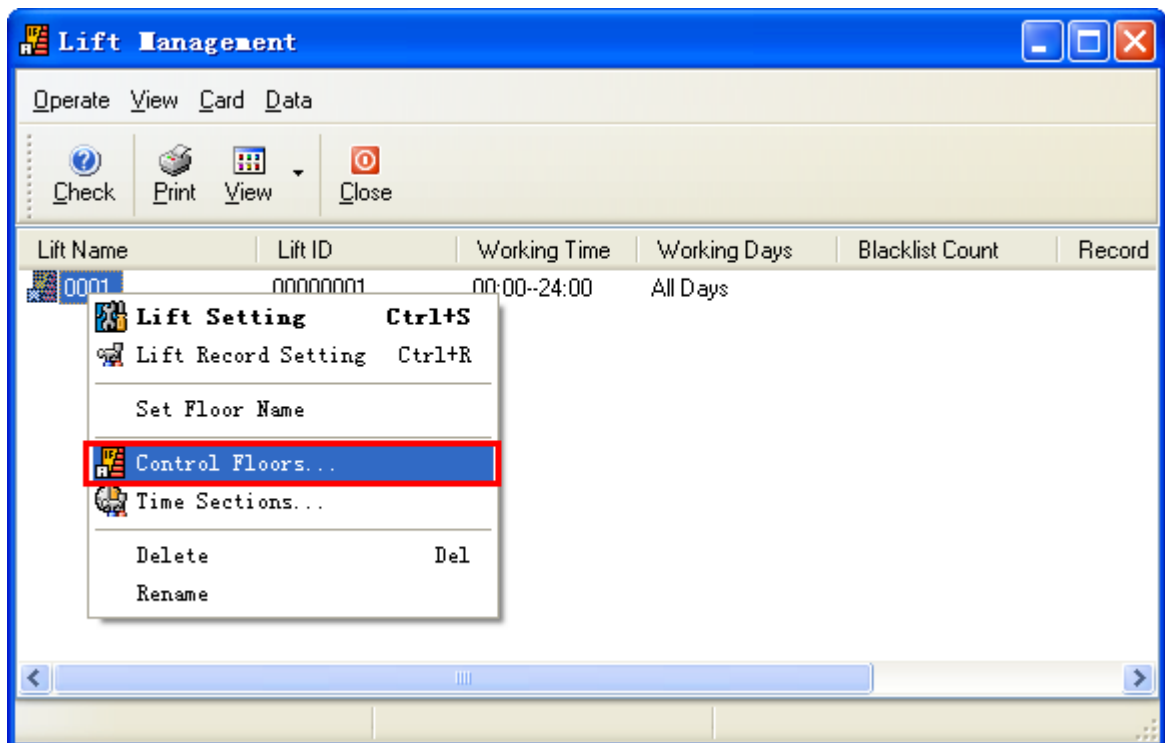 Lift Management
Operate View Card Data
Check Print View Close
Lift Name Lift ID Working Time Working Days Blacklist Count Record
0001 00000001 00:00--24:00 All Days
Lift Setting Ctrl+S
Lift Record Setting Ctrl+R
Set Floor Name
Control Floors...
Time Sections...
Delete Del
Rename